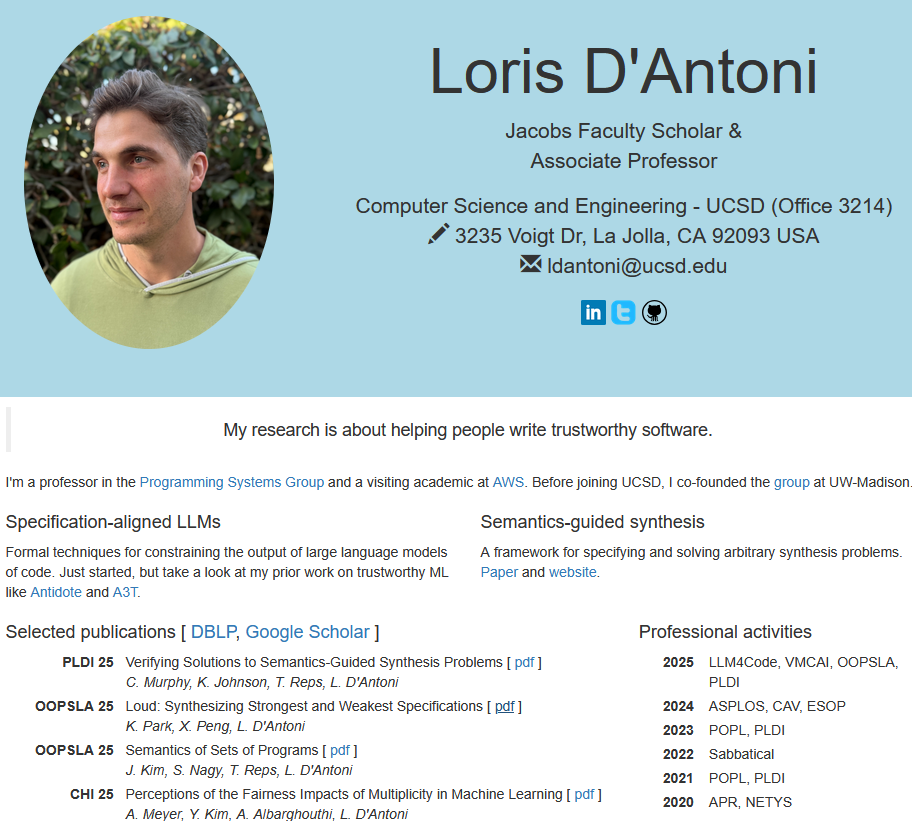 Loris D'Antoni
Jacobs Faculty Scholar &
Associate Professor
Computer Science and Engineering - UCSD (Office 3214)
3235 Voigt Dr, La Jolla, CA 92093 USA
ldantoni@ucsd.edu
in
My research is about helping people write trustworthy software.
I'm a professor in the Programming Systems Group and a visiting academic at AWS. Before joining UCSD, I co-founded the group at UW-Madison.
Specification-aligned LLMs
Formal techniques for constraining the output of large language models
of code. Just started, but take a look at my prior work on trustworthy ML
like Antidote and A3T.
Semantics-guided synthesis
A framework for specifying and solving arbitrary synthesis problems.
Paper and website.
Selected publications [ DBLP, Google Scholar ]
PLDI 25 Verifying Solutions to Semantics-Guided Synthesis Problems [ pdf ]
C. Murphy, K. Johnson, T. Reps, L. D'Antoni
OOPSLA 25 Loud: Synthesizing Strongest and Weakest Specifications [ pdf ]
K. Park, X. Peng, L. D'Antoni
OOPSLA 25 Semantics of Sets of Programs [ pdf ]
J. Kim, S. Nagy, T. Reps, L. D'Antoni
CHI 25 Perceptions of the Fairness Impacts of Multiplicity in Machine Learning [ pdf ]
A. Meyer, Y. Kim, A. Albarghouthi, L. D'Antoni
Professional activities
2025 LLM4Code, VMCAI, OOPSLA,
PLDI
2024 ASPLOS, CAV, ESOP
2023 POPL, PLDI
2022 Sabbatical
2021 POPL, PLDI
2020 APR, NETYS